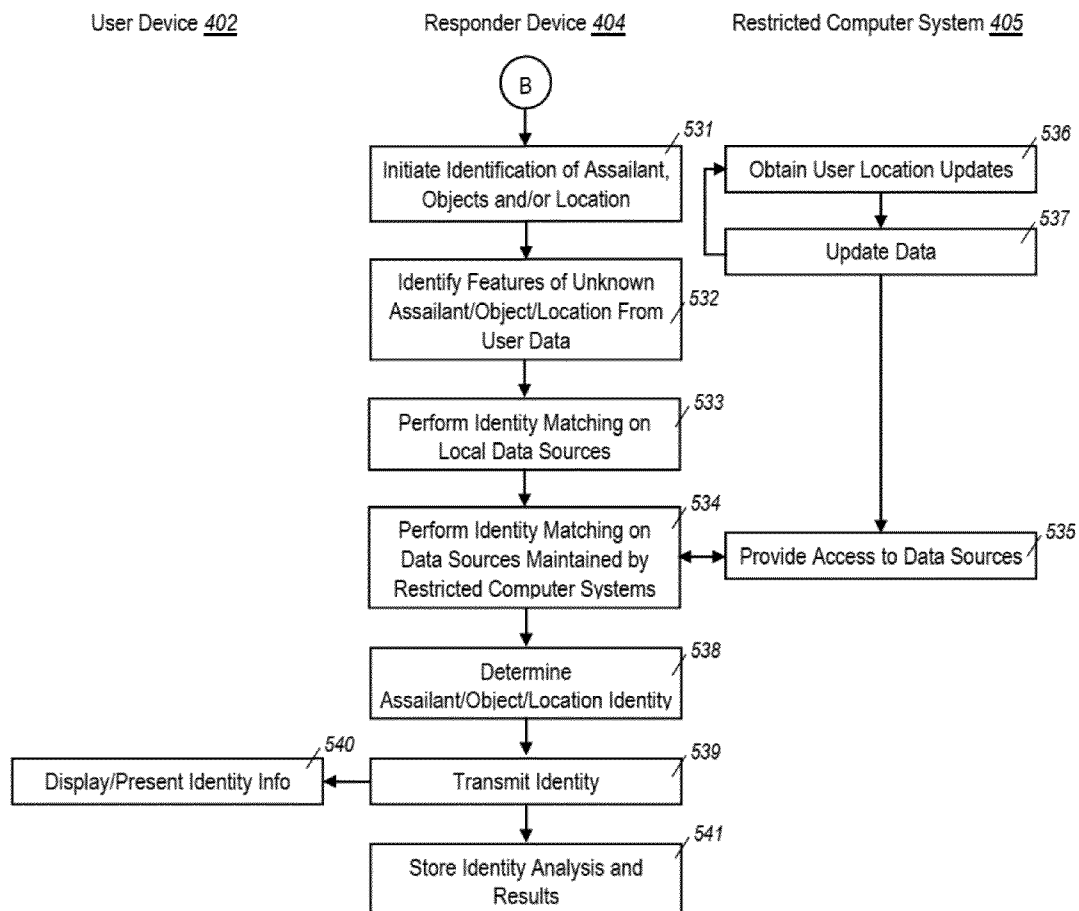 User Device 402
Responder Device 404
Restricted Computer System 405
B
531
Initiate Identification of Assailant,
Objects and/or Location
536
Obtain User Location Updates
537
Update Data
532
Identify Features of Unknown
Assailant/Object/Location From
User Data
533
Perform Identity Matching on
Local Data Sources
534
Perform Identity Matching on
Data Sources Maintained by
Restricted Computer Systems
535
Provide Access to Data Sources
538
Determine
Assailant/Object/Location Identity
540
Display/Present Identity Info
539
Transmit Identity
541
Store Identity Analysis and
Results